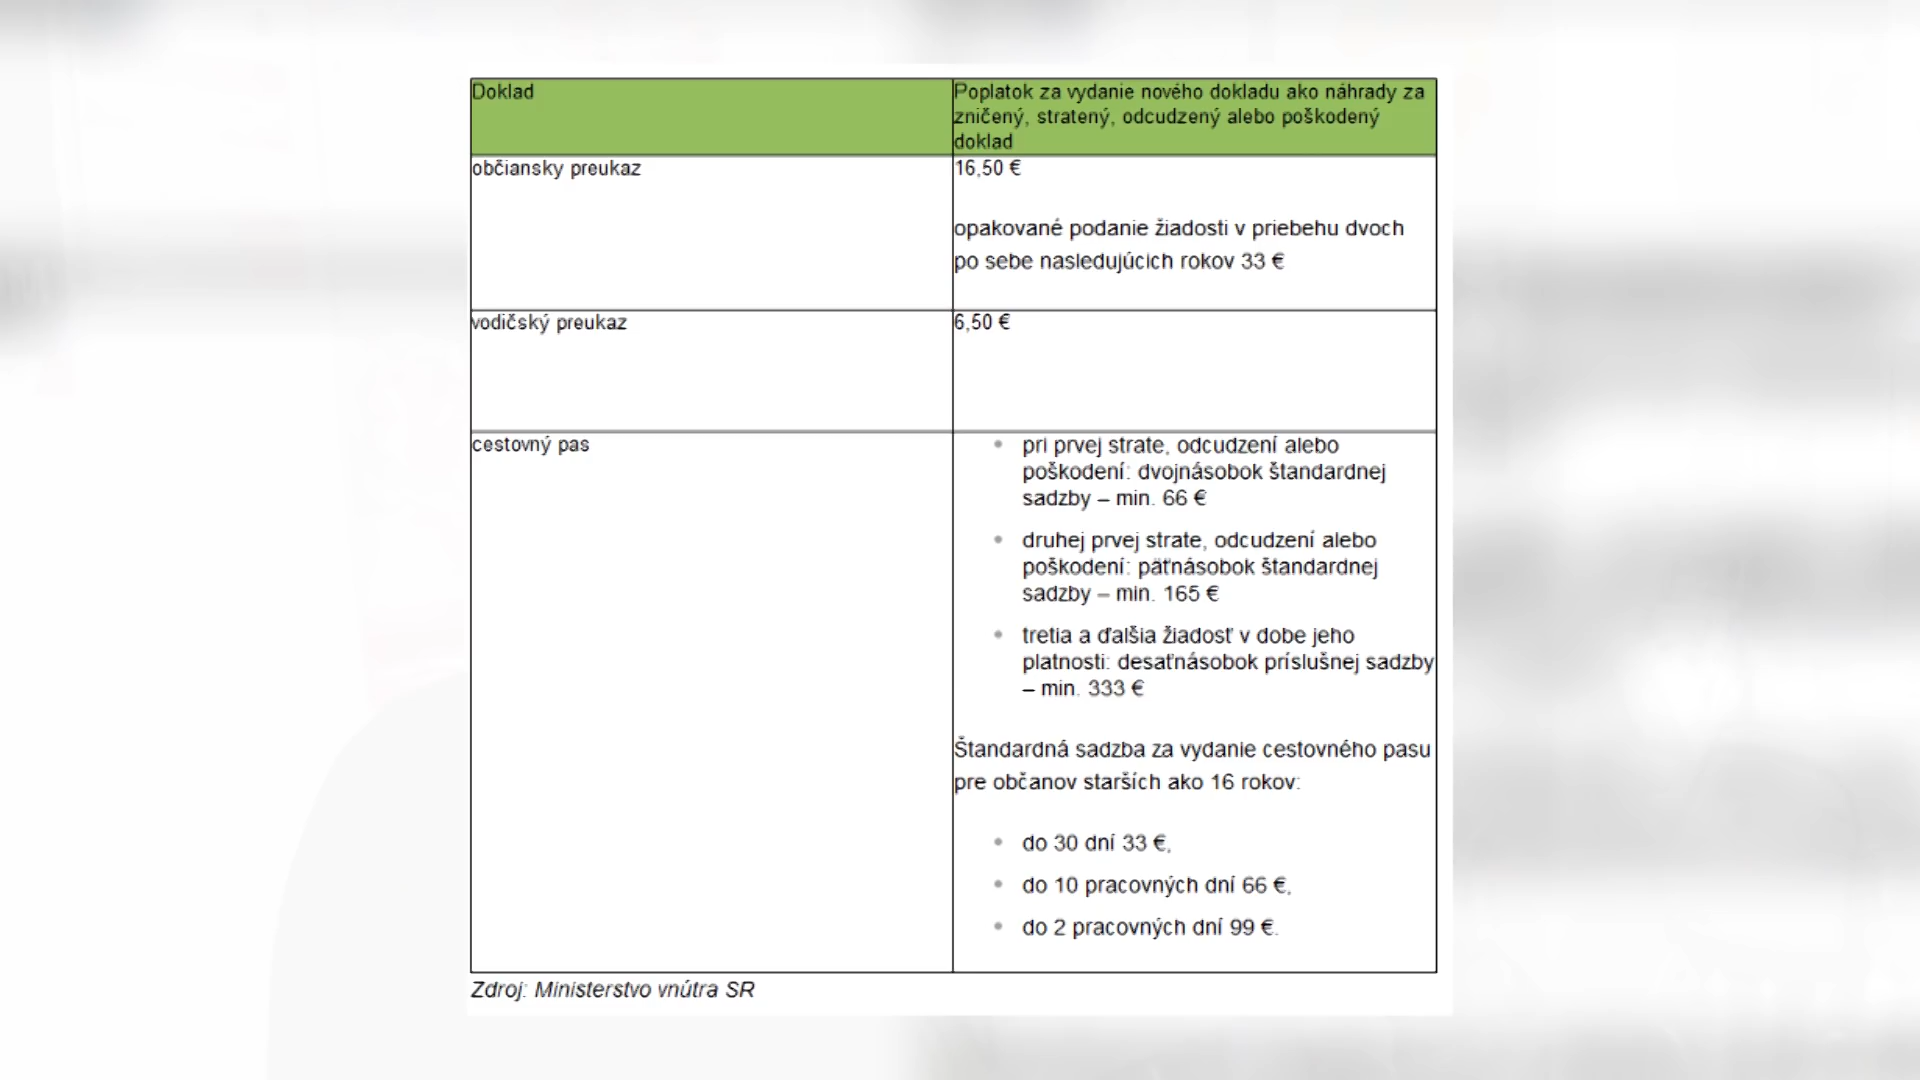 Doklad
Poplatok za vydanie nového dokladu ako náhrady za
zničený, stratený, odcudzený alebo poškodený
doklad
občiansky preukaz
16,50 €
opakované podanie žiadosti v priebehu dvoch
po sebe nasledujúcich rokov 33 €
vodičský preukaz
6,50 €
cestovný pas
pri prvej strate, odcudzení alebo
poškodení: dvojnásobok štandardnej
sadzby – min. 66 €
druhej prvej strate, odcudzení alebo
poškodení: päťnásobok štandardnej
sadzby – min. 165 €
tretia a ďalšia žiadosť v dobe jeho
platnosti: desaťnásobok príslušnej sadzby
– min. 333 €
Štandardná sadzba za vydanie cestovného pasu
pre občanov starších ako 16 rokov:
do 30 dní 33 €,
do 10 pracovných dní 66 €,
do 2 pracovných dní 99 €.
Zdroj: Ministerstvo vnútra SR